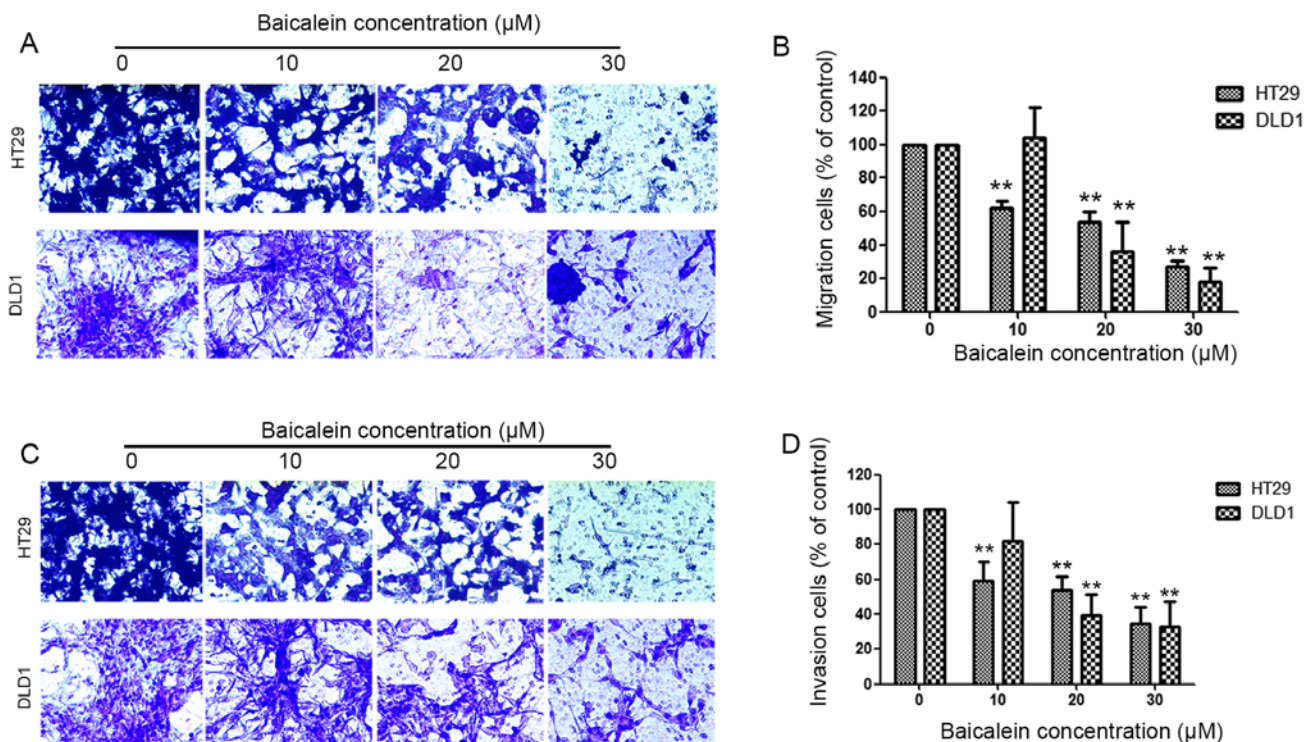 A
Baicalein concentration (µM)
0 10 20 30
HT29
DLD1
B
140
120
100
80
60
40
20
0
Migration cells (% of control)
HT29
DLD1
**
** **
** **
0 10 20 30
Baicalein concentration (µM)
C
Baicalein concentration (µM)
0 10 20 30
HT29
DLD1
D
120
100
80
60
40
20
0
Invasion cells (% of control)
HT29
DLD1
**
** **
** **
0 10 20 30
Baicalein concentration (µM)